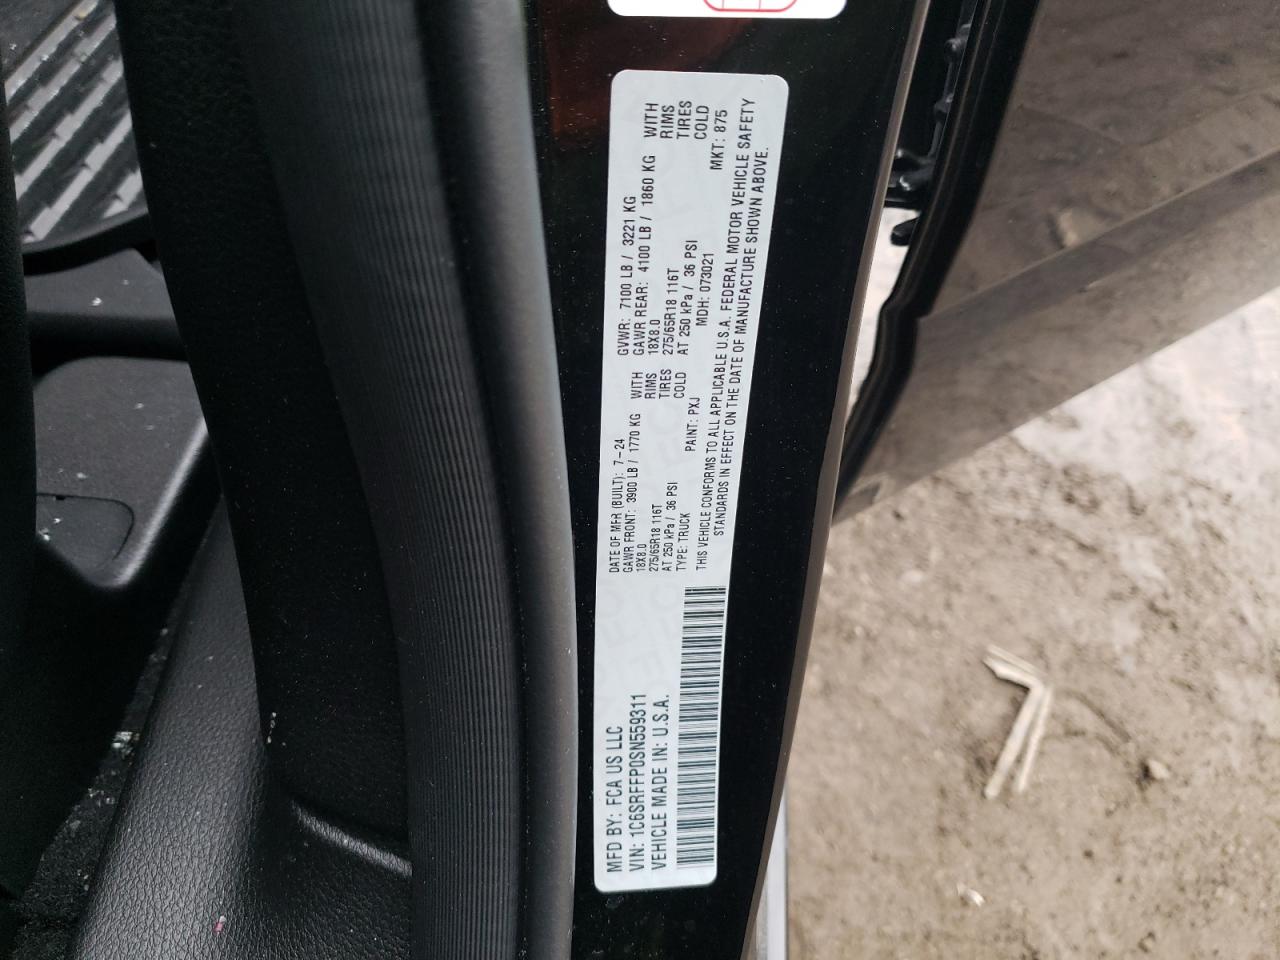 MFD BY: FCA US LLC
VIN: 1C6SRFFP0SN559311
VEHICLE MADE IN: U.S.A.
DATE OF MFR (BUILT): 7-24
GVWR: 7100 LB / 3221 KG
GAWR FRONT: 3900 LB / 1770 KG WITH
18X8.0 RIMS
275/65R18 116T TIRES
AT 250 kPa / 36 PSI COLD
GAWR REAR: 4100 LB / 1860 KG WITH
18X8.0 RIMS
275/65R18 116T TIRES
AT 250 kPa / 36 PSI COLD
TYPE: TRUCK PAINT: PXJ MDH: 073021 MKT: 875
THIS VEHICLE CONFORMS TO ALL APPLICABLE U.S.A. FEDERAL MOTOR VEHICLE SAFETY
STANDARDS IN EFFECT ON THE DATE OF MANUFACTURE SHOWN ABOVE.